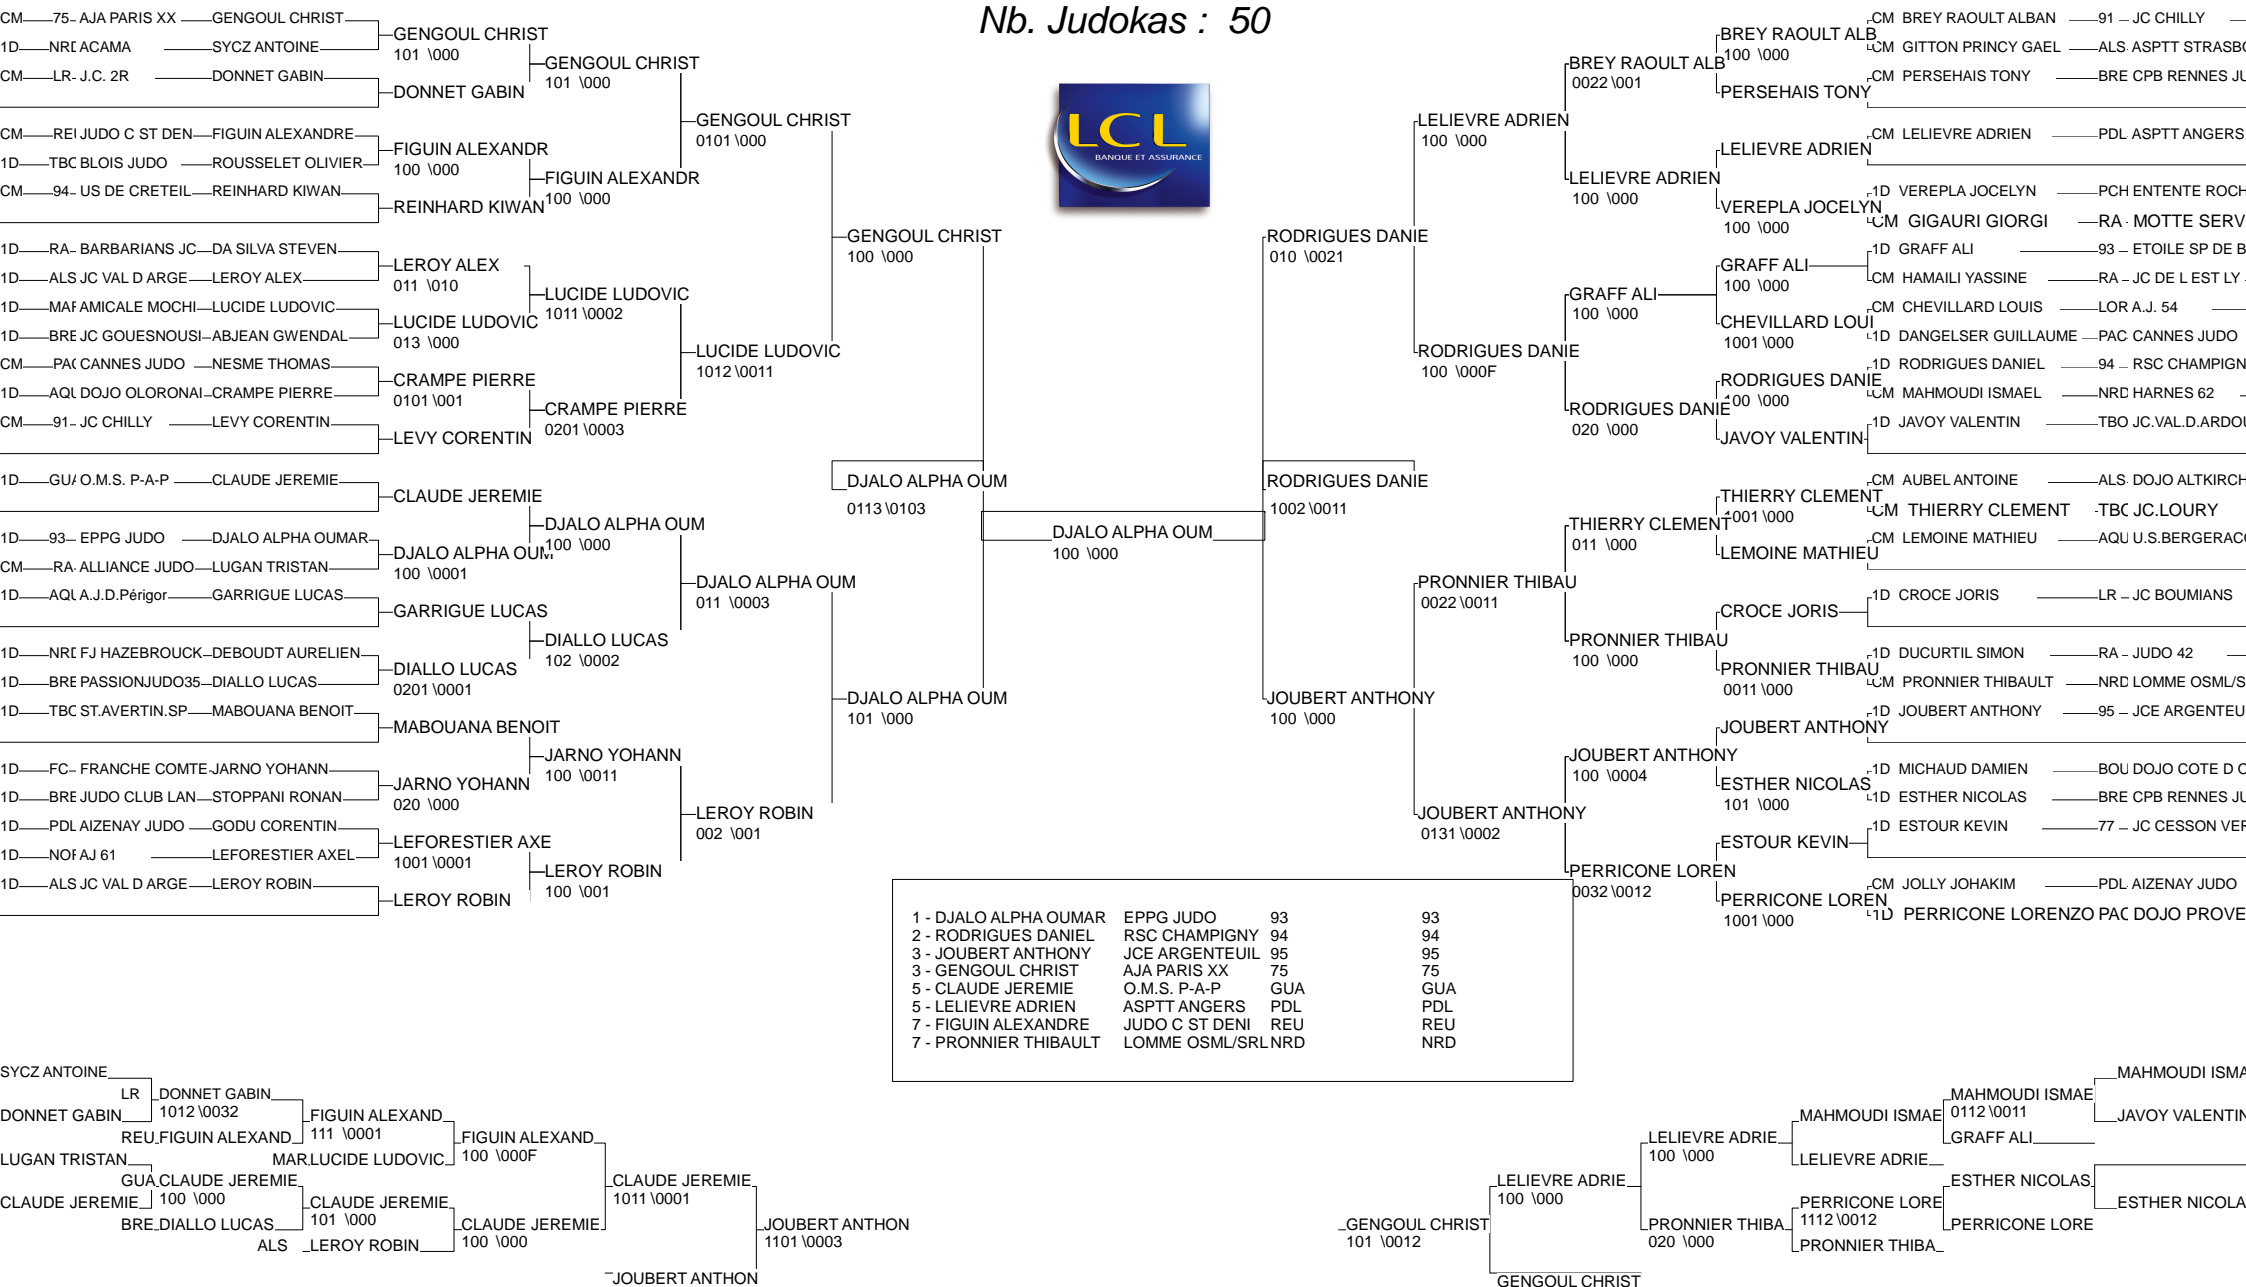 Nb. Judokas : 50
LCL
BANQUE ET ASSURANCE
CM 75 AJA PARIS XX GENGOUL CHRIST
1D NRD ACAMA SYCZ ANTOINE
CM LR J.C. 2R DONNET GABIN
CM REU JUDO C ST DEN FIGUIN ALEXANDRE
1D TBO BLOIS JUDO ROUSSELET OLIVIER
CM 94 US DE CRETEIL REINHARD KIWAN
1D RA BARBARIANS JC DA SILVA STEVEN
1D ALS JC VAL D ARGE LEROY ALEX
1D MAR AMICALE MOCHI LUCIDE LUDOVIC
1D BRE JC GOUESNOUSI ABJEAN GWENDAL
CM PAC CANNES JUDO NESME THOMAS
1D AQU DOJO OLORONAI CRAMPE PIERRE
CM 91 JC CHILLY LEVY CORENTIN
1D GUA O.M.S. P-A-P CLAUDE JEREMIE
1D 93 EPPG JUDO DJALO ALPHA OUMAR
CM RA ALLIANCE JUDO LUGAN TRISTAN
1D AQU A.J.D.Périgor GARRIGUE LUCAS
1D NRD FJ HAZEBROUCK DEBOUDT AURELIEN
1D BRE PASSIONJUDO35 DIALLO LUCAS
1D TBO ST.AVERTIN.SP MABOUANA BENOIT
1D FC FRANCHE COMTE JARNO YOHANN
1D BRE JUDO CLUB LAN STOPPANI RONAN
1D PDL AIZENAY JUDO GODU CORENTIN
1D NOR AJ 61 LEFORESTIER AXEL
1D ALS JC VAL D ARGE LEROY ROBIN
GENGOUL CHRIST
101 \000
DONNET GABIN
FIGUIN ALEXANDR
100 \000
REINHARD KIWAN
LEROY ALEX
011 \010
LUCIDE LUDOVIC
013 \000
CRAMPE PIERRE
0101 \001
LEVY CORENTIN
CLAUDE JEREMIE
DJALO ALPHA OUM
100 \0001
GARRIGUE LUCAS
DIALLO LUCAS
0201 \0001
MABOUANA BENOIT
JARNO YOHANN
020 \000
LEFORESTIER AXE
1001 \0001
LEROY ROBIN
GENGOUL CHRIST
101 \000
FIGUIN ALEXANDR
100 \000
LUCIDE LUDOVIC
1011 \0002
CRAMPE PIERRE
0201 \0003
DJALO ALPHA OUM
100 \000
DIALLO LUCAS
102 \0002
JARNO YOHANN
100 \0011
LEROY ROBIN
100 \001
GENGOUL CHRIST
0101 \000
LUCIDE LUDOVIC
1012 \0011
DJALO ALPHA OUM
011 \0003
LEROY ROBIN
002 \001
GENGOUL CHRIST
100 \000
DJALO ALPHA OUM
0113 \0103
DJALO ALPHA OUM
101 \000
DJALO ALPHA OUM
100 \000
RODRIGUES DANIE
010 \0021
RODRIGUES DANIE
1002 \0011
JOUBERT ANTHONY
100 \000
LELIEVRE ADRIEN
100 \000
RODRIGUES DANIE
100 \000F
PRONNIER THIBAU
0022 \0011
JOUBERT ANTHONY
0131 \0002
BREY RAOULT ALB
0022 \001
LELIEVRE ADRIEN
100 \000
GRAFF ALI
100 \000
RODRIGUES DANIE
020 \000
THIERRY CLEMENT
011 \000
PRONNIER THIBAU
100 \000
JOUBERT ANTHONY
100 \0004
PERRICONE LOREN
0032 \0012
BREY RAOULT ALB
100 \000
PERSEHAIS TONY
LELIEVRE ADRIEN
VEREPLA JOCELYN
100 \000
GRAFF ALI
100 \000
CHEVILLARD LOUI
1001 \000
RODRIGUES DANIE
100 \000
JAVOY VALENTIN
THIERRY CLEMENT
1001 \000
LEMOINE MATHIEU
CROCE JORIS
PRONNIER THIBAU
0011 \000
JOUBERT ANTHONY
ESTHER NICOLAS
101 \000
ESTOUR KEVIN
PERRICONE LOREN
1001 \000
CM BREY RAOULT ALBAN 91 JC CHILLY
CM GITTON PRINCY GAEL ALS ASPTT STRASBO
CM PERSEHAIS TONY BRE CPB RENNES JU
CM LELIEVRE ADRIEN PDL ASPTT ANGERS
1D VEREPLA JOCELYN PCH ENTENTE ROCH
CM GIGAURI GIORGI RA MOTTE SERV
1D GRAFF ALI 93 ETOILE SP DE B
CM HAMAILI YASSINE RA JC DE L EST LY
CM CHEVILLARD LOUIS LOR A.J. 54
1D DANGELSER GUILLAUME PAC CANNES JUDO
1D RODRIGUES DANIEL 94 RSC CHAMPIGN
CM MAHMOUDI ISMAEL NRD HARNES 62
1D JAVOY VALENTIN TBO JC.VAL.D.ARDOU
CM AUBEL ANTOINE ALS DOJO ALTKIRCH
CM THIERRY CLEMENT TBO JC.LOURY
CM LEMOINE MATHIEU AQU U.S.BERGERACO
1D CROCE JORIS LR JC BOUMIANS
1D DUCURTIL SIMON RA JUDO 42
CM PRONNIER THIBAULT NRD LOMME OSML/S
1D JOUBERT ANTHONY 95 JCE ARGENTEU
1D MICHAUD DAMIEN BOU DOJO COTE D O
1D ESTHER NICOLAS BRE CPB RENNES JU
1D ESTOUR KEVIN 77 JC CESSON VER
CM JOLLY JOHAKIM PDL AIZENAY JUDO
1D PERRICONE LORENZO PAC DOJO PROVE
1 - DJALO ALPHA OUMAR EPPG JUDO 93 93
2 - RODRIGUES DANIEL RSC CHAMPIGNY 94 94
3 - JOUBERT ANTHONY JCE ARGENTEUIL 95 95
3 - GENGOUL CHRIST AJA PARIS XX 75 75
5 - CLAUDE JEREMIE O.M.S. P-A-P GUA GUA
5 - LELIEVRE ADRIEN ASPTT ANGERS PDL PDL
7 - FIGUIN ALEXANDRE JUDO C ST DENI REU REU
7 - PRONNIER THIBAULT LOMME OSML/SRL NRD NRD
SYCZ ANTOINE
LR DONNET GABIN
1012 \0032
DONNET GABIN
REU FIGUIN ALEXAND
LUGAN TRISTAN
GUA CLAUDE JEREMIE
100 \000
CLAUDE JEREMIE
BRE DIALLO LUCAS
FIGUIN ALEXAND
111 \0001
MAR LUCIDE LUDOVIC
CLAUDE JEREMIE
101 \000
ALS LEROY ROBIN
FIGUIN ALEXAND
100 \000F
CLAUDE JEREMIE
100 \000
CLAUDE JEREMIE
1011 \0001
JOUBERT ANTHON
JOUBERT ANTHON
1101 \0003
GENGOUL CHRIST
101 \0012
LELIEVRE ADRIE
100 \000
GENGOUL CHRIST
LELIEVRE ADRIE
100 \000
PRONNIER THIBA
020 \000
MAHMOUDI ISMAE
LELIEVRE ADRIE
PERRICONE LORE
1112 \0012
PRONNIER THIBA
MAHMOUDI ISMAE
0112 \0011
GRAFF ALI
ESTHER NICOLAS
PERRICONE LORE
MAHMOUDI ISMA
JAVOY VALENTIN
ESTHER NICOLA